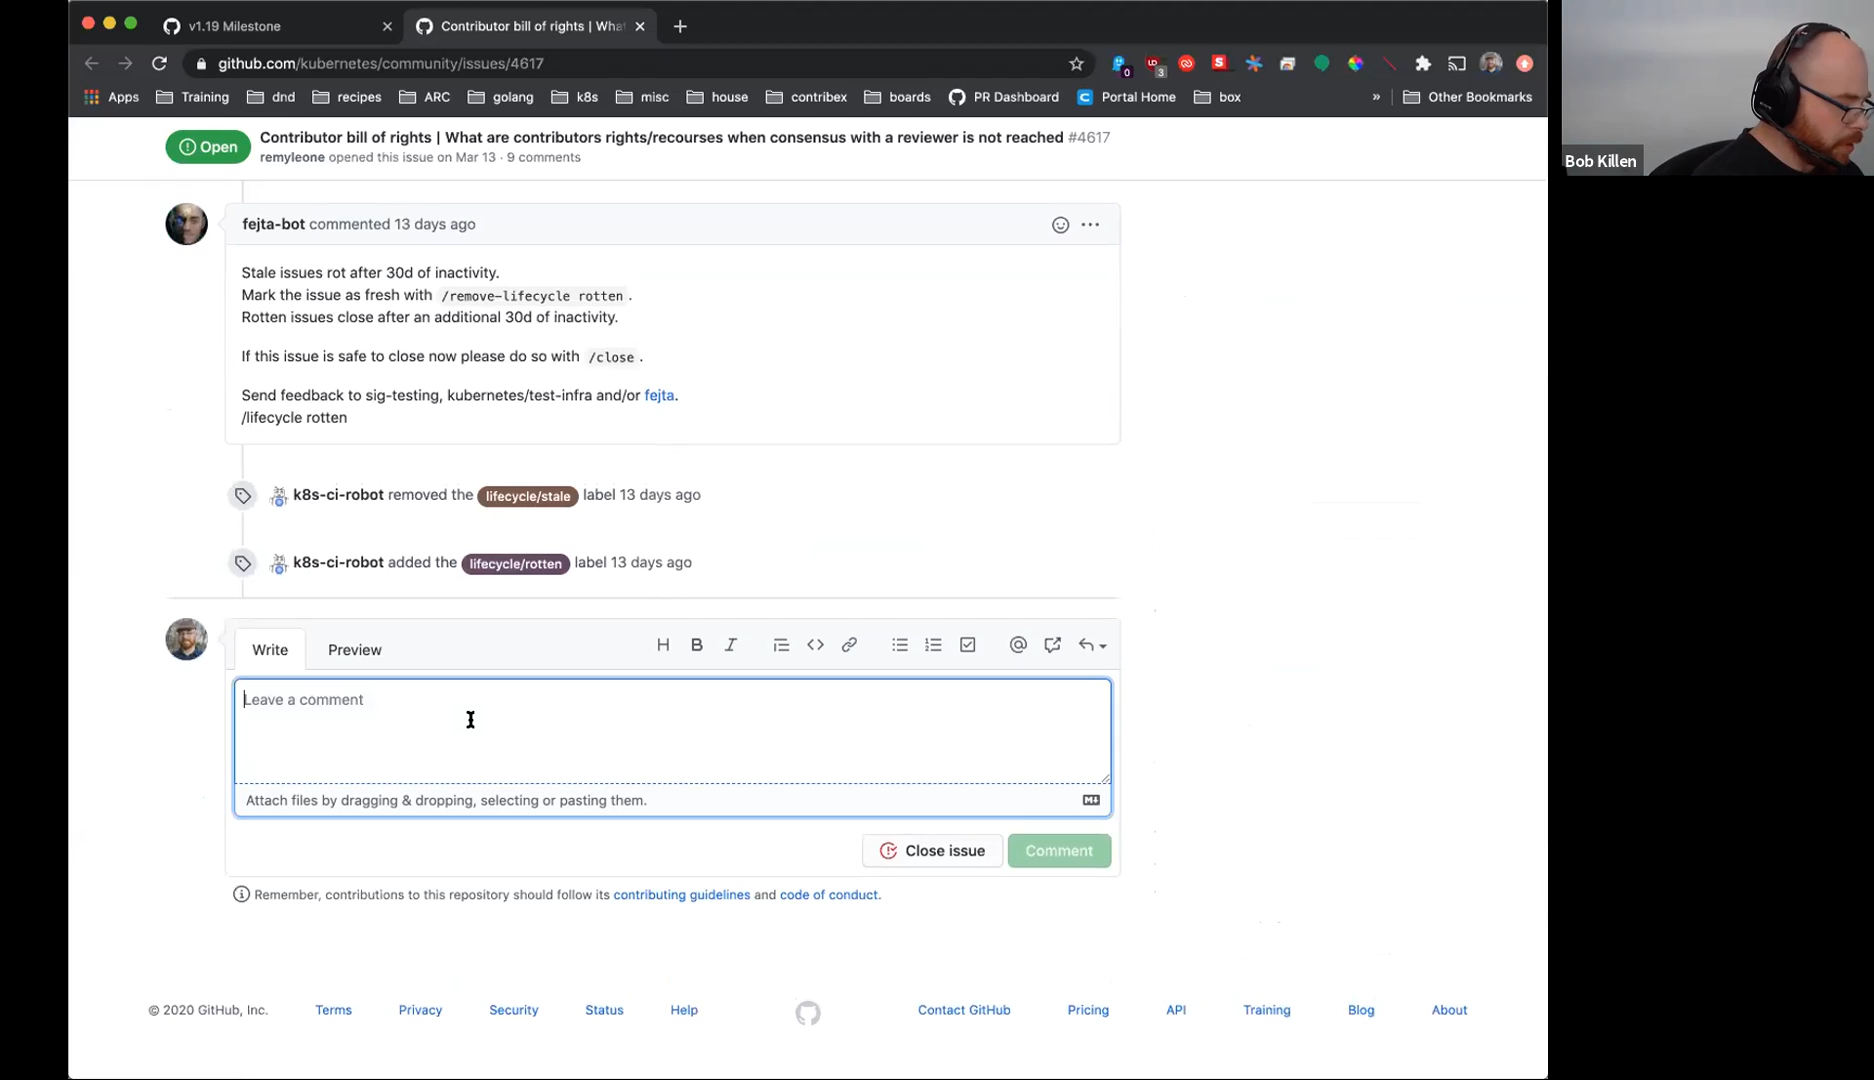 v1.19 Milestone
Contributor bill of rights | Wha
github.com/kubernetes/community/issues/4617
0
3
Apps Training dnd recipes ARC golang k8s misc house contribex boards PR Dashboard Portal Home box » Other Bookmarks
Open
Contributor bill of rights | What are contributors rights/recourses when consensus with a reviewer is not reached #4617
remyleone opened this issue on Mar 13 · 9 comments
Bob Killen
fejta-bot commented 13 days ago
Stale issues rot after 30d of inactivity.
Mark the issue as fresh with /remove-lifecycle rotten .
Rotten issues close after an additional 30d of inactivity.
If this issue is safe to close now please do so with /close .
Send feedback to sig-testing, kubernetes/test-infra and/or fejta.
/lifecycle rotten
k8s-ci-robot removed the lifecycle/stale label 13 days ago
k8s-ci-robot added the lifecycle/rotten label 13 days ago
Write Preview
Leave a comment
Attach files by dragging & dropping, selecting or pasting them.
Close issue Comment
Remember, contributions to this repository should follow its contributing guidelines and code of conduct.
© 2020 GitHub, Inc. Terms Privacy Security Status Help Contact GitHub Pricing API Training Blog About